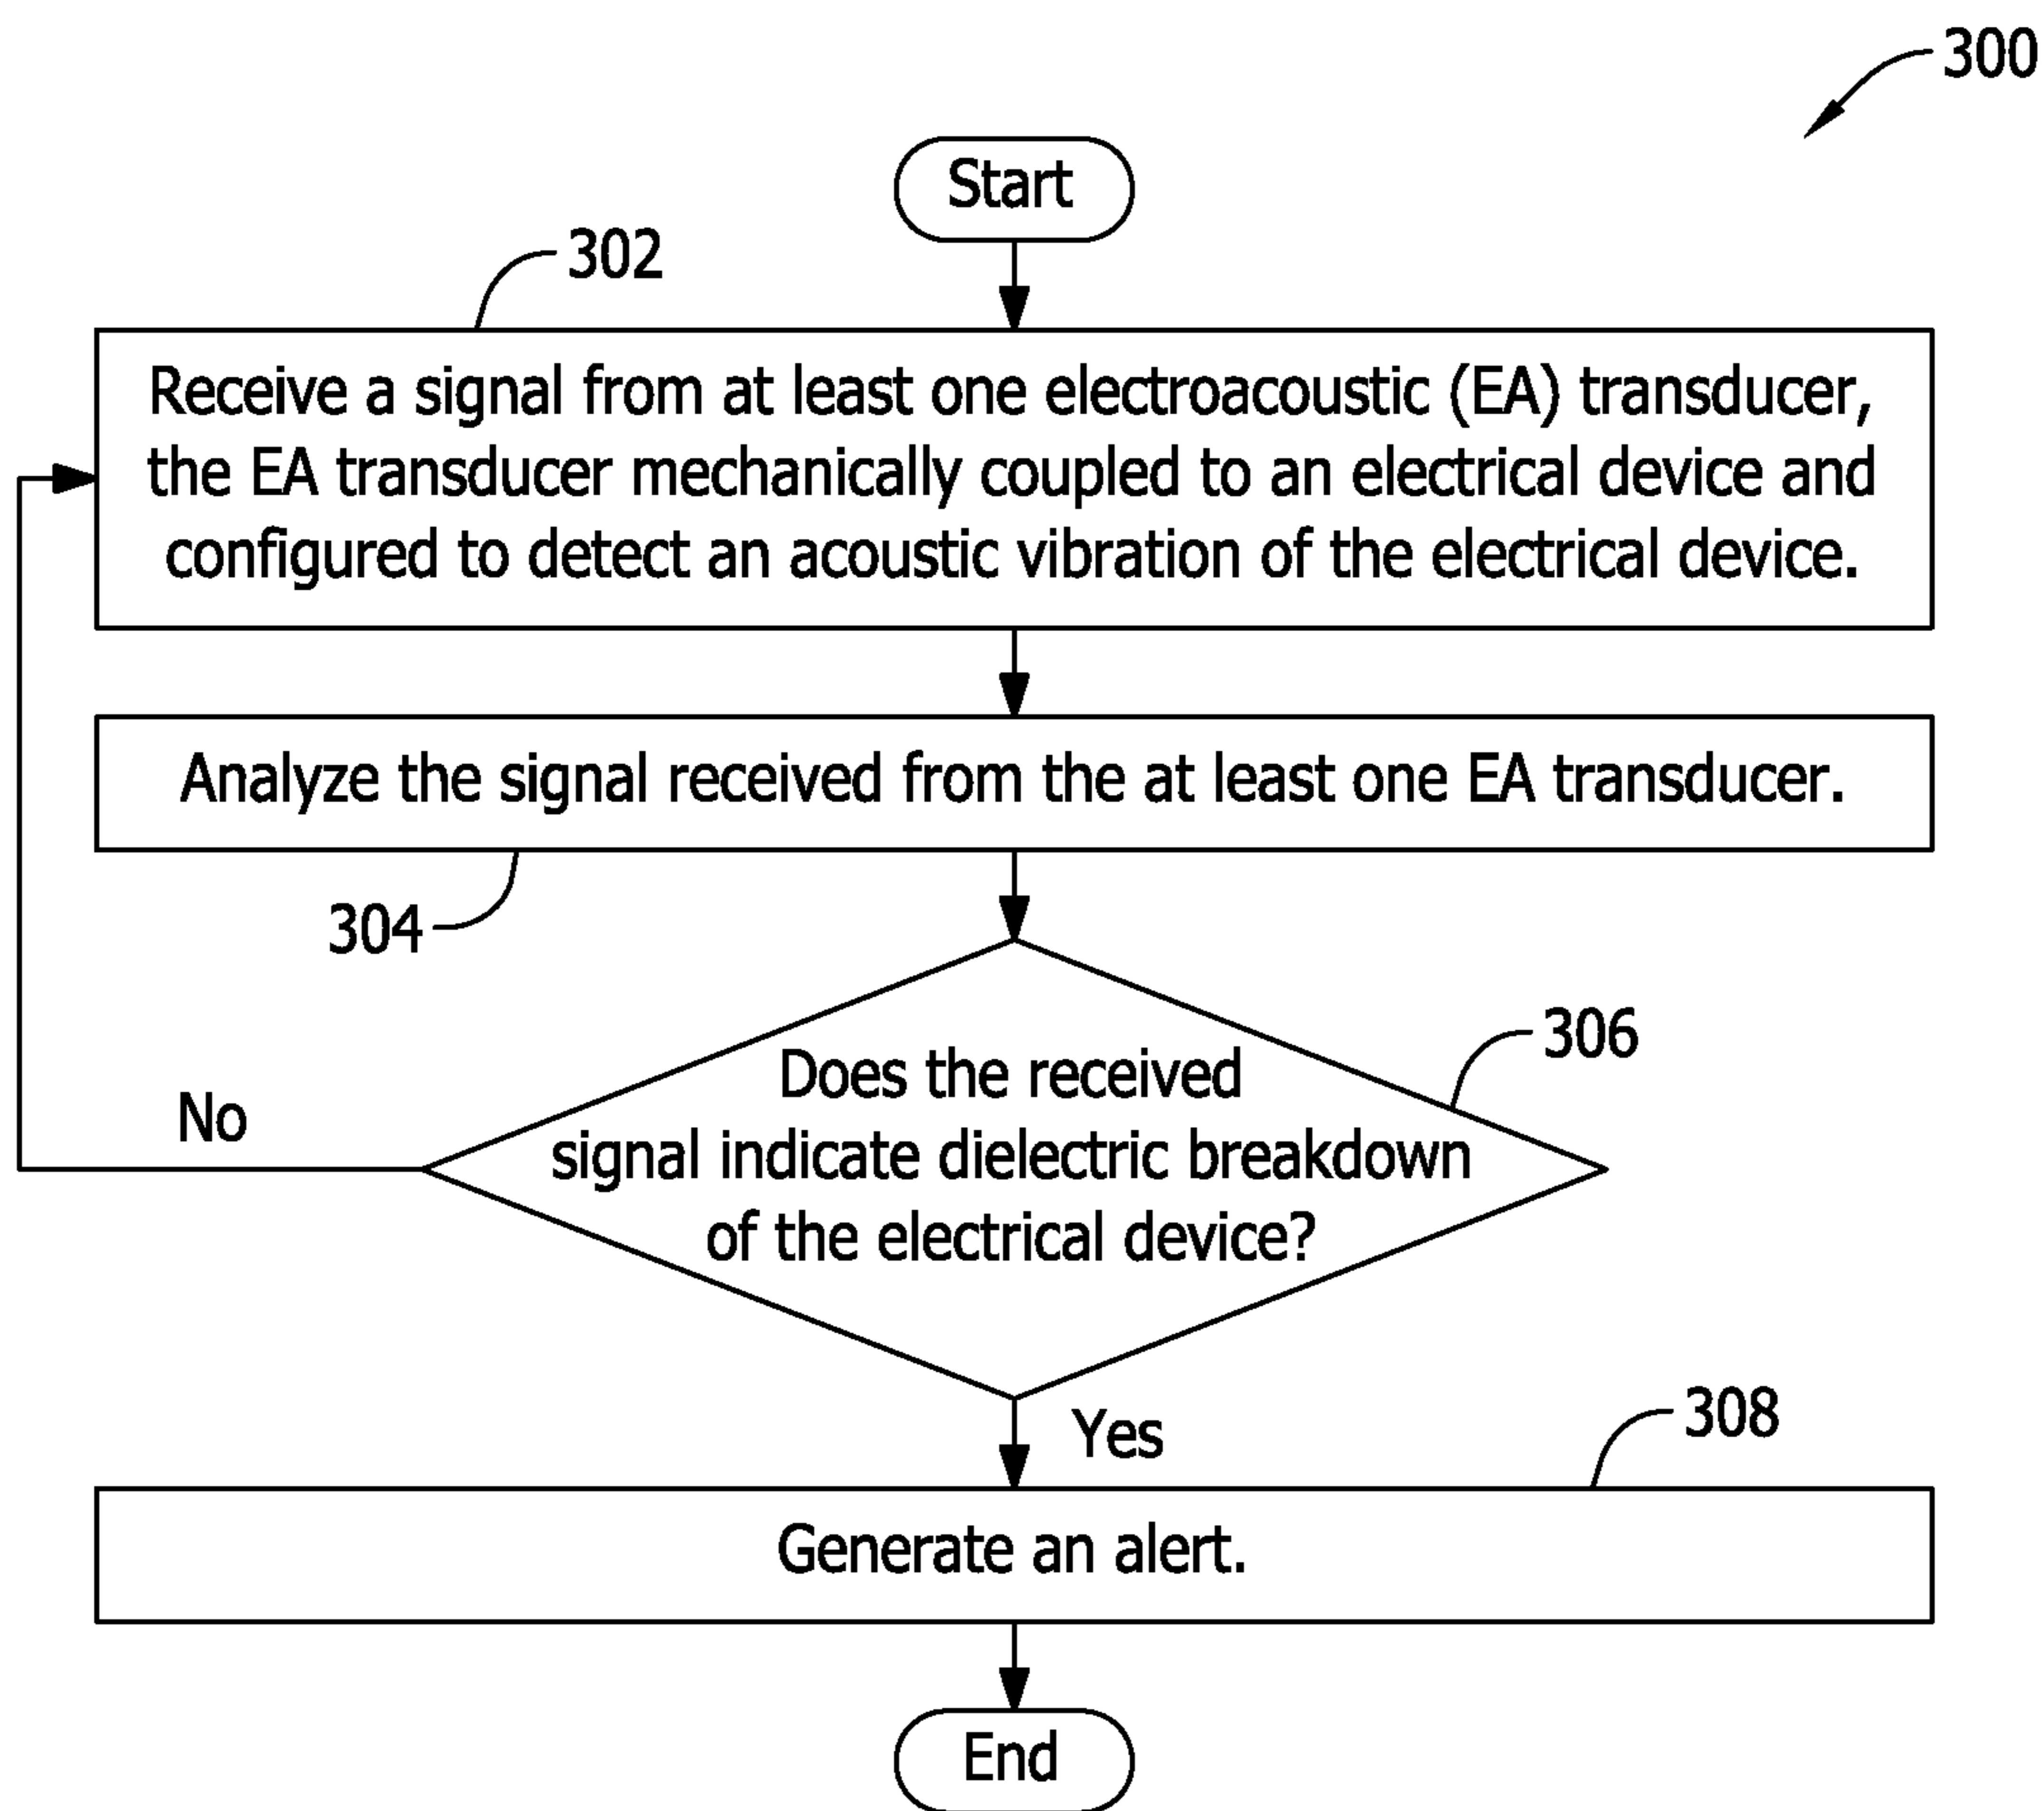 300
Start
302
Receive a signal from at least one electroacoustic (EA) transducer,
the EA transducer mechanically coupled to an electrical device and
configured to detect an acoustic vibration of the electrical device.
Analyze the signal received from the at least one EA transducer.
304
306
Does the received
signal indicate dielectric breakdown
of the electrical device?
No
Yes
308
Generate an alert.
End